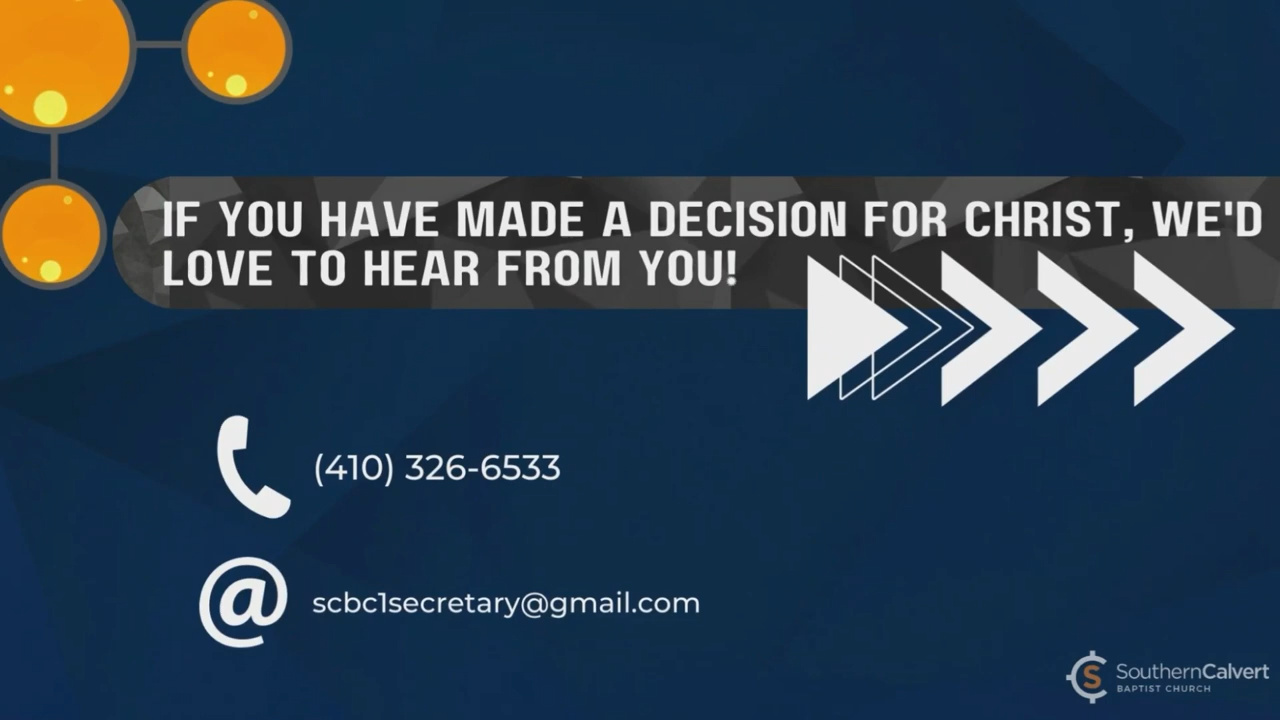 IF YOU HAVE MADE A DECISION FOR CHRIST, WE'D
LOVE TO HEAR FROM YOU!
(410) 326-6533
@ scbc1secretary@gmail.com
SouthernCalvert
BAPTIST CHURCH